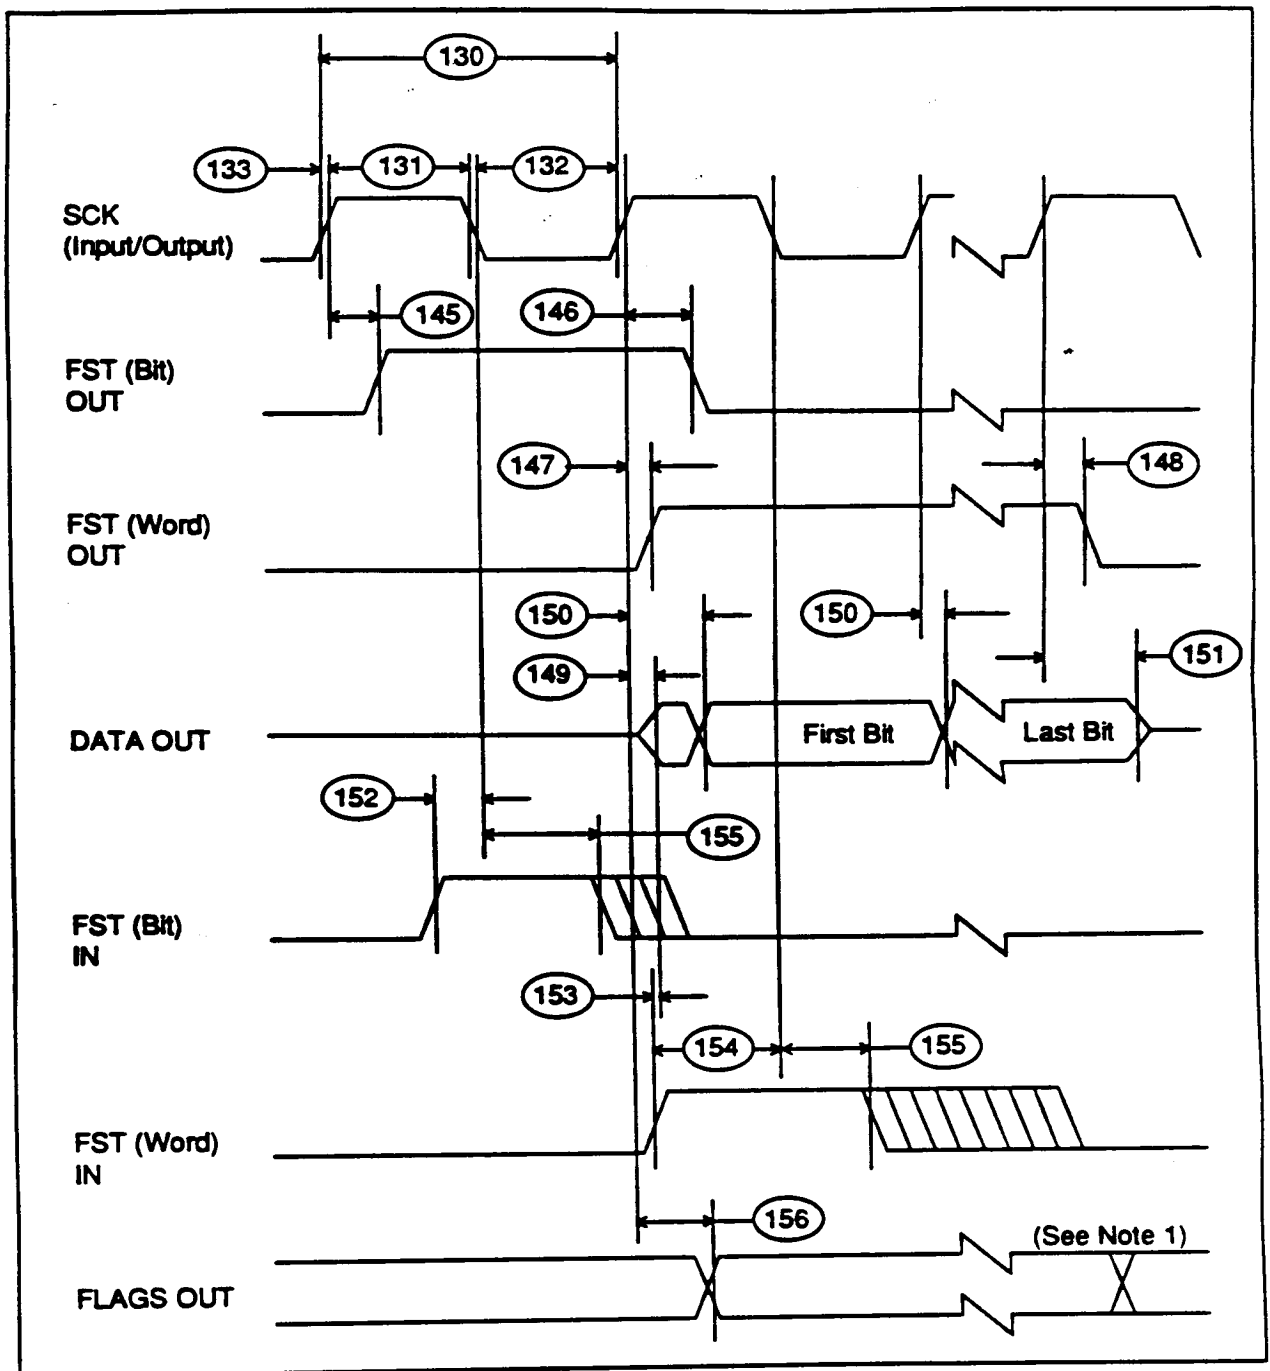 130
133
131
132
SCK
(Input/Output)
145
146
FST (Bit)
OUT
147
148
FST (Word)
OUT
150
150
149
151
DATA OUT
First Bit
Last Bit
152
155
FST (Bit)
IN
153
154
155
FST (Word)
IN
156
(See Note 1)
FLAGS OUT